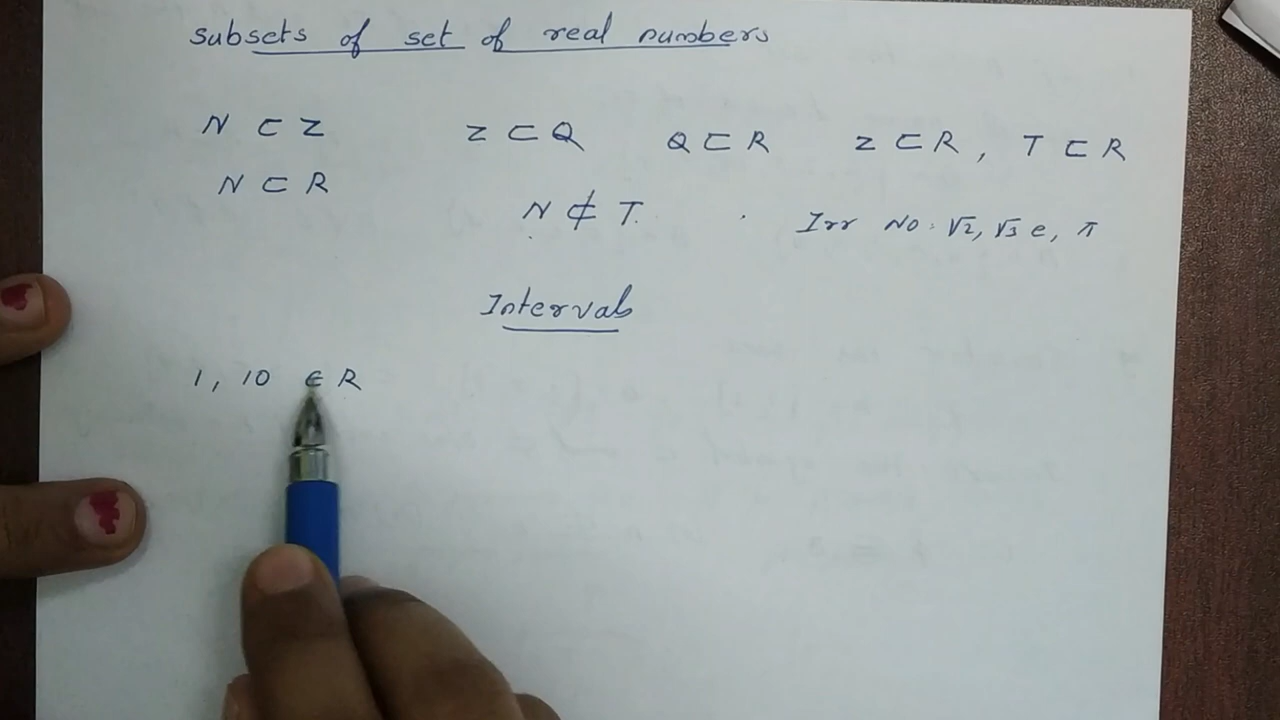 subsets of set of real numbers
N ⊂ Z Z ⊂ Q Q ⊂ R Z ⊂ R, T ⊂ R
N ⊂ R N ⊄ T. Irr No: √2, √3 e, π
Intervals
1, 10 ∈ R